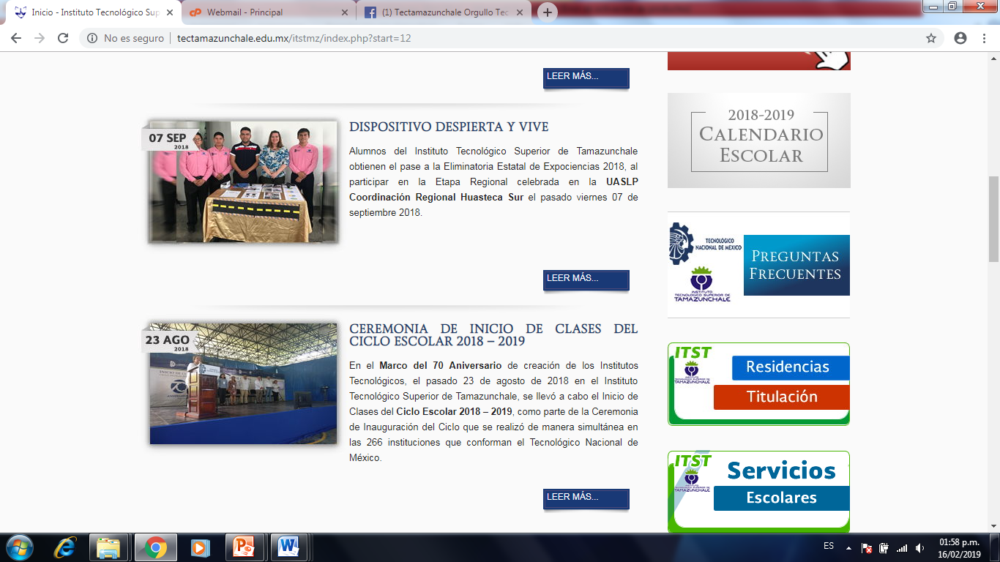 Inicio - Instituto Tecnológico Sup
Webmail - Principal
(1) Tectamazunchale Orgullo Tec
No es seguro
tectamazunchale.edu.mx/itstmz/index.php?start=12
LEER MÁS...
07 SEP
2018
DISPOSITIVO DESPIERTA Y VIVE
Alumnos del Instituto Tecnológico Superior de Tamazunchale
obtienen el pase a la Eliminatoria Estatal de Expociencias 2018, al
participar en la Etapa Regional celebrada en la UASLP
Coordinación Regional Huasteca Sur el pasado viernes 07 de
septiembre 2018.
LEER MÁS...
23 AGO
2018
CEREMONIA DE INICIO DE CLASES DEL
CICLO ESCOLAR 2018 – 2019
En el Marco del 70 Aniversario de creación de los Institutos
Tecnológicos, el pasado 23 de agosto de 2018 en el Instituto
Tecnológico Superior de Tamazunchale, se llevó a cabo el Inicio de
Clases del Ciclo Escolar 2018 – 2019, como parte de la Ceremonia
de Inauguración del Ciclo que se realizó de manera simultánea en
las 266 instituciones que conforman el Tecnológico Nacional de
México.
LEER MÁS...
2018-2019
CALENDARIO
ESCOLAR
TECNOLÓGICO
NACIONAL DE MÉXICO
INSTITUTO
TECNOLÓGICO SUPERIOR DE
TAMAZUNCHALE
PREGUNTAS
FRECUENTES
ITST
INSTITUTO
TECNOLÓGICO SUPERIOR DE
TAMAZUNCHALE
Residencias
Titulación
ITST
INSTITUTO
TECNOLÓGICO SUPERIOR DE
TAMAZUNCHALE
Servicios
Escolares
ES
01:58 p.m.
16/02/2019